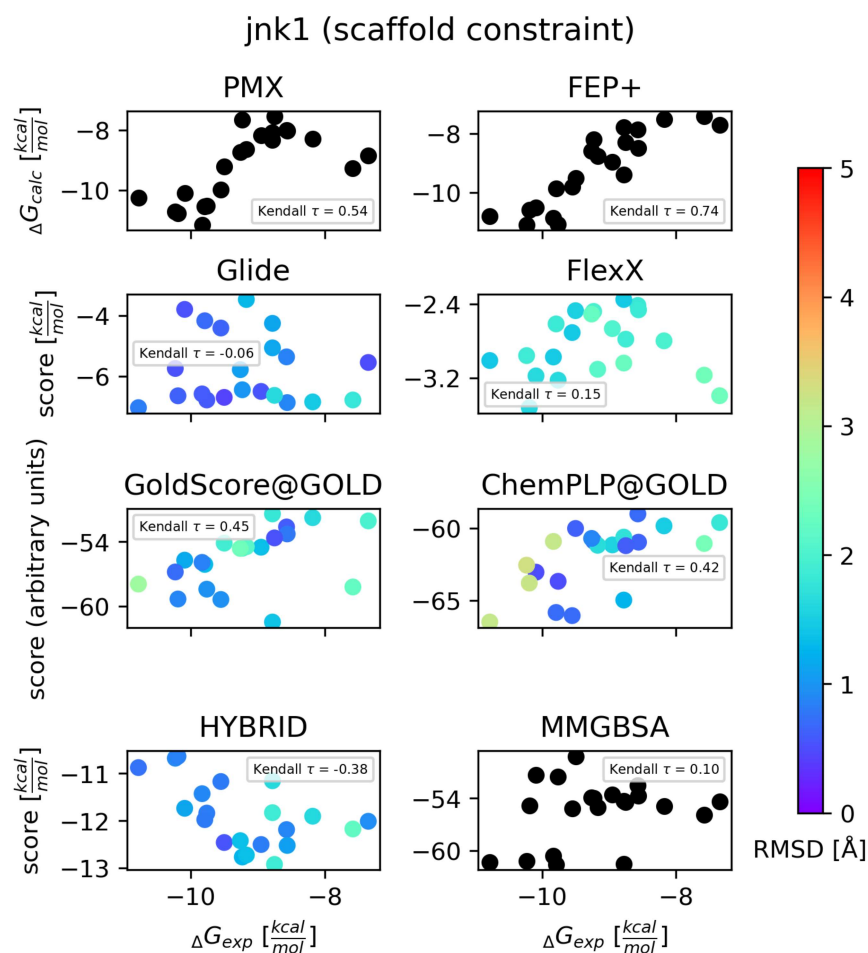 jnk1 (scaffold constraint)
PMX
FEP+
ΔG_calc [kcal/mol]
−8
−10
Kendall τ = 0.54
−8
−10
Kendall τ = 0.74
Glide
FlexX
score [kcal/mol]
−4
−6
Kendall τ = -0.06
−2.4
−3.2
Kendall τ = 0.15
GoldScore@GOLD
ChemPLP@GOLD
score (arbitrary units)
−54
−60
Kendall τ = 0.45
−60
−65
Kendall τ = 0.42
HYBRID
MMGBSA
score [kcal/mol]
−11
−12
−13
Kendall τ = -0.38
−54
−60
Kendall τ = 0.10
−10
−8
−10
−8
ΔG_exp [kcal/mol]
ΔG_exp [kcal/mol]
5
4
3
2
1
0
RMSD [Å]